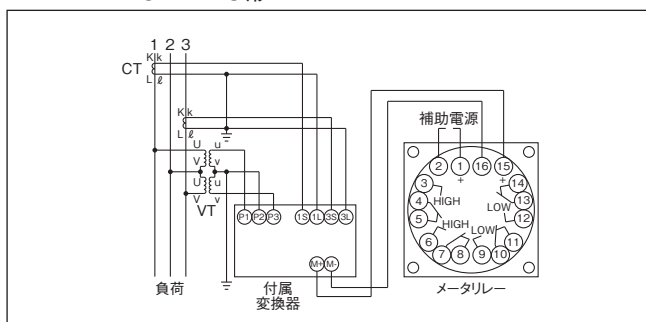 1 2 3
K k
CT
L ℓ
K k
L ℓ
U u
V v
U u
V v
VT
P1 P2 P3 1S 1L 3S 3L
M+ M-
負荷
付属
変換器
補助電源
2 1 16 15
+ +
3 14
4 HIGH 13
5 LOW 12
HIGH
6 LOW 11
7 8 9 10
メータリレー